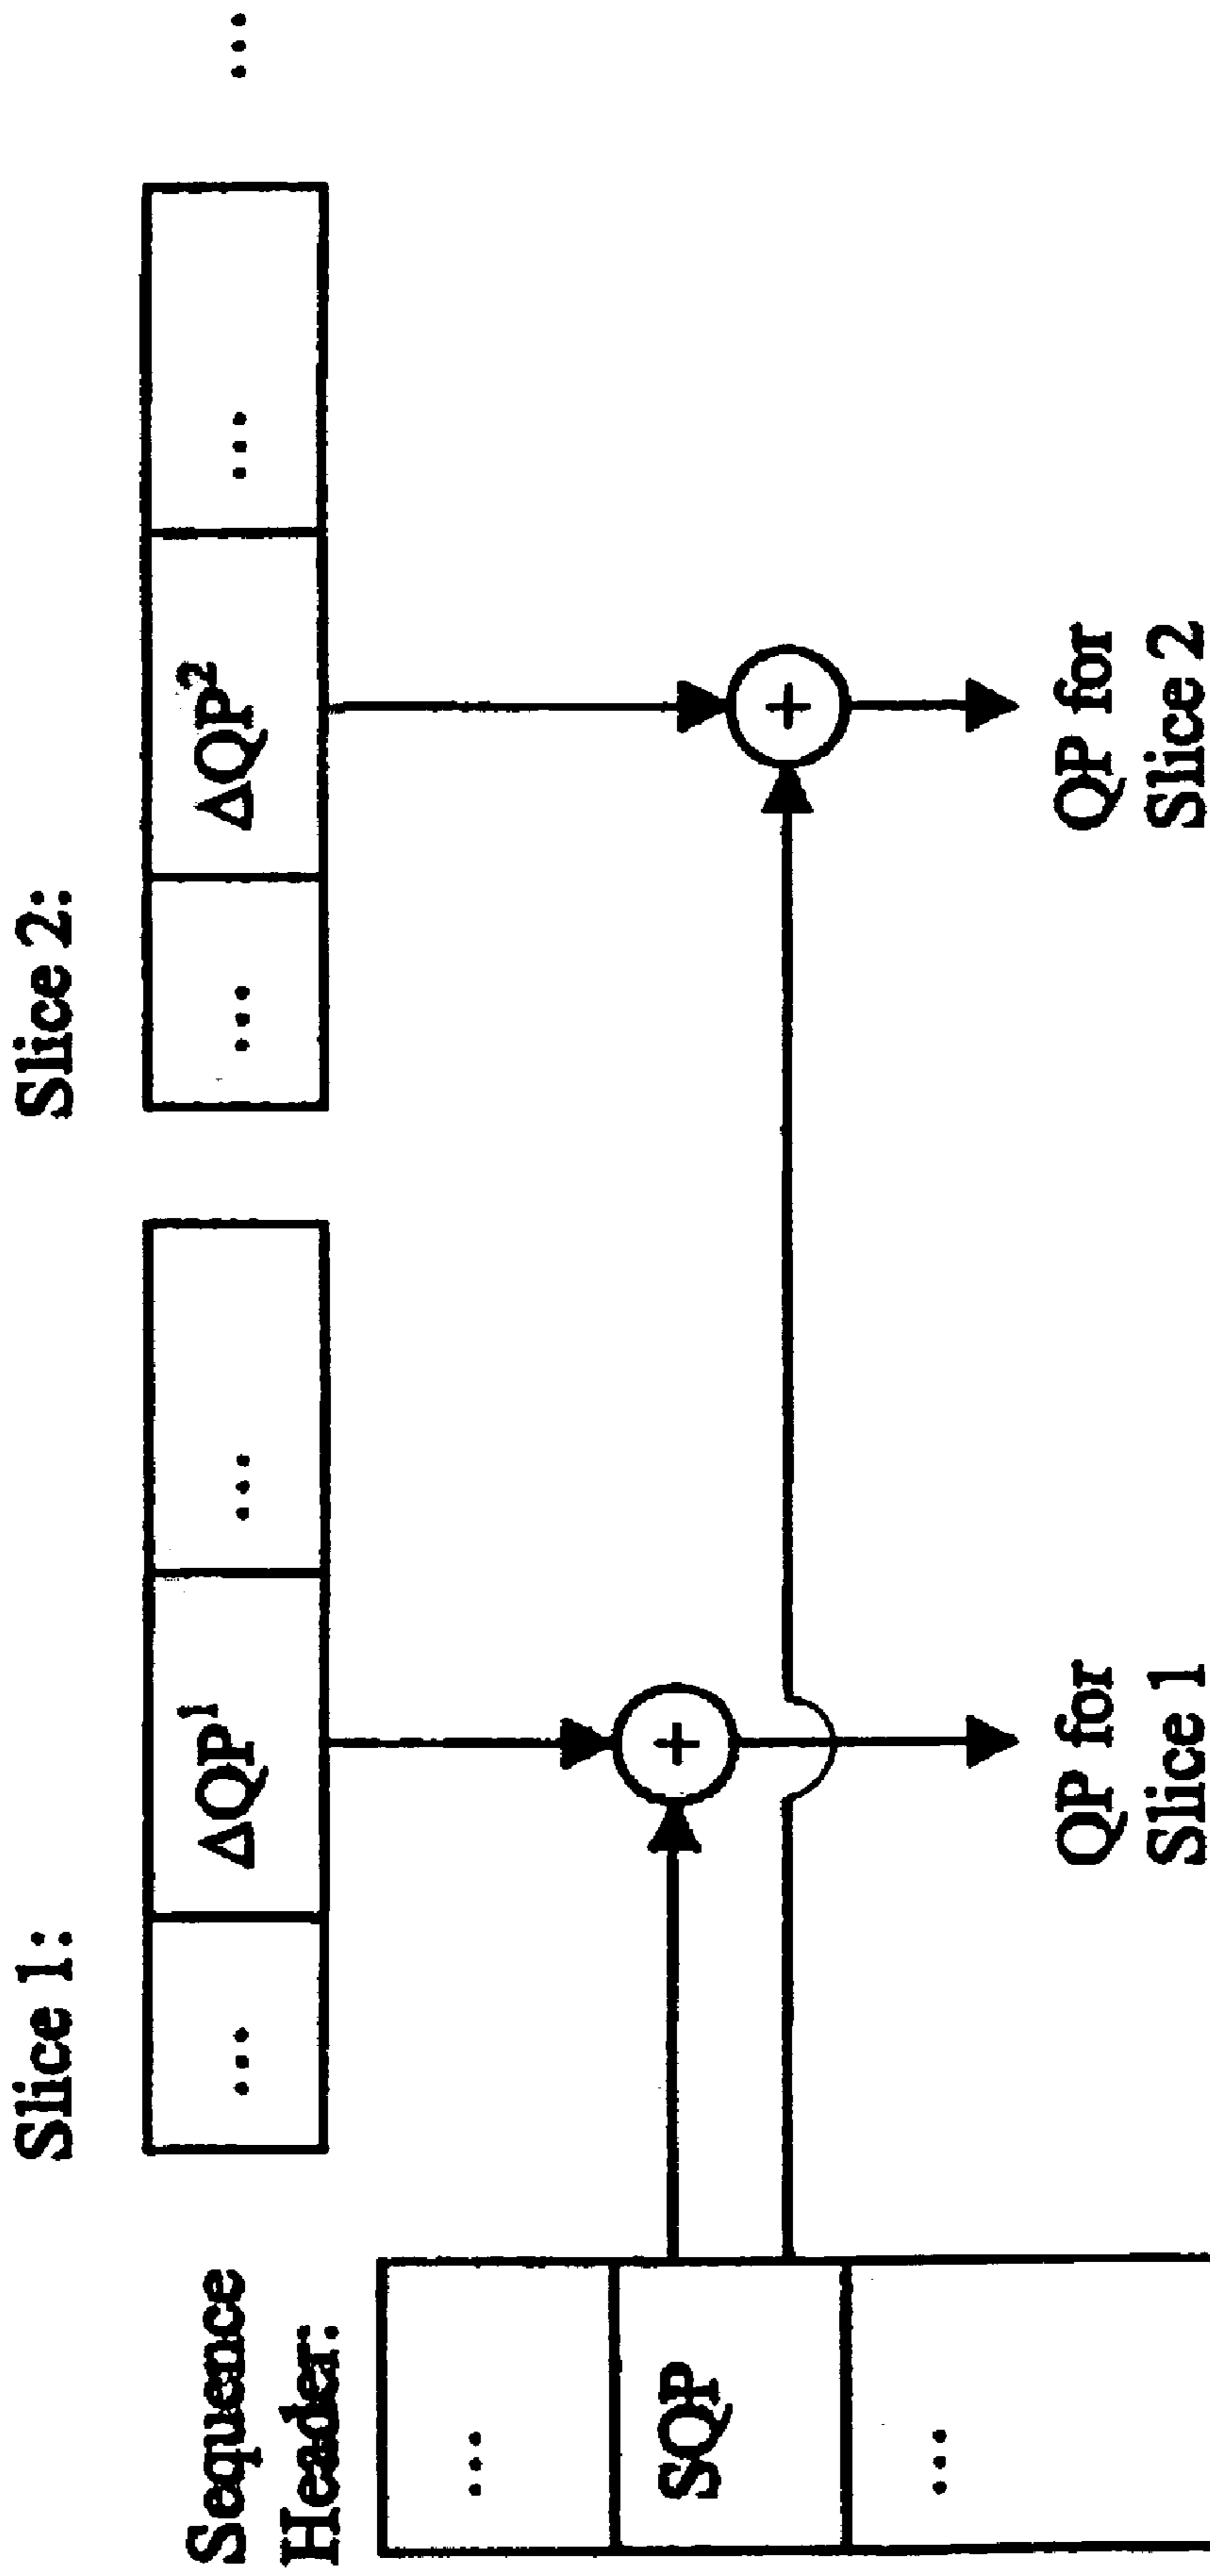 Slice 1:
Slice 2:
...
... ΔQP¹ ...
... ΔQP² ...
Sequence
Header:
...
SQP
...
+
+
QP for
Slice 1
QP for
Slice 2